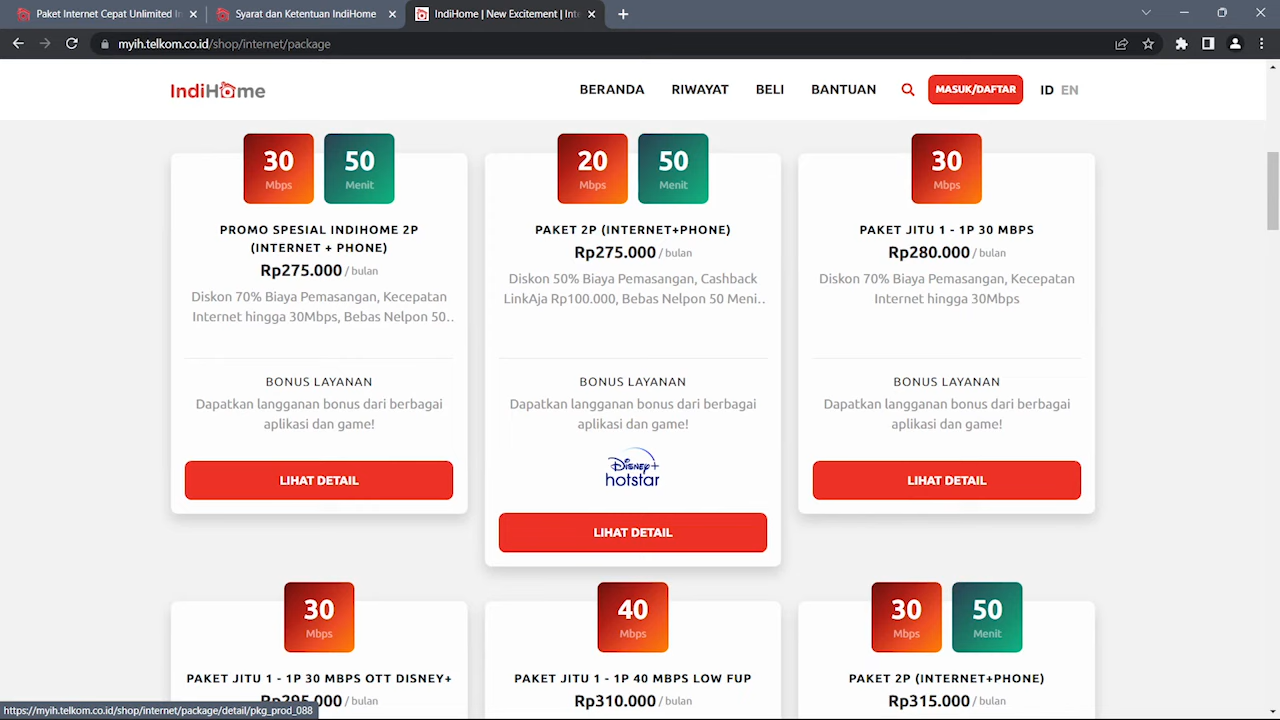 Paket Internet Cepat Unlimited In
Syarat dan Ketentuan IndiHome
IndiHome | New Excitement | Inte
myih.telkom.co.id/shop/internet/package
IndiHome
BERANDA
RIWAYAT
BELI
BANTUAN
MASUK/DAFTAR
ID EN
30
Mbps
50
Menit
PROMO SPESIAL INDIHOME 2P
(INTERNET + PHONE)
Rp275.000 / bulan
Diskon 70% Biaya Pemasangan, Kecepatan
Internet hingga 30Mbps, Bebas Nelpon 50..
BONUS LAYANAN
Dapatkan langganan bonus dari berbagai
aplikasi dan game!
LIHAT DETAIL
20
Mbps
50
Menit
PAKET 2P (INTERNET+PHONE)
Rp275.000 / bulan
Diskon 50% Biaya Pemasangan, Cashback
LinkAja Rp100.000, Bebas Nelpon 50 Meni..
BONUS LAYANAN
Dapatkan langganan bonus dari berbagai
aplikasi dan game!
Disney+
hotstar
LIHAT DETAIL
30
Mbps
PAKET JITU 1 - 1P 30 MBPS
Rp280.000 / bulan
Diskon 70% Biaya Pemasangan, Kecepatan
Internet hingga 30Mbps
BONUS LAYANAN
Dapatkan langganan bonus dari berbagai
aplikasi dan game!
LIHAT DETAIL
30
Mbps
PAKET JITU 1 - 1P 30 MBPS OTT DISNEY+
Rp295.000 / bulan
40
Mbps
PAKET JITU 1 - 1P 40 MBPS LOW FUP
Rp310.000 / bulan
30
Mbps
50
Menit
PAKET 2P (INTERNET+PHONE)
Rp315.000 / bulan
https://myih.telkom.co.id/shop/internet/package/detail/pkg_prod_088